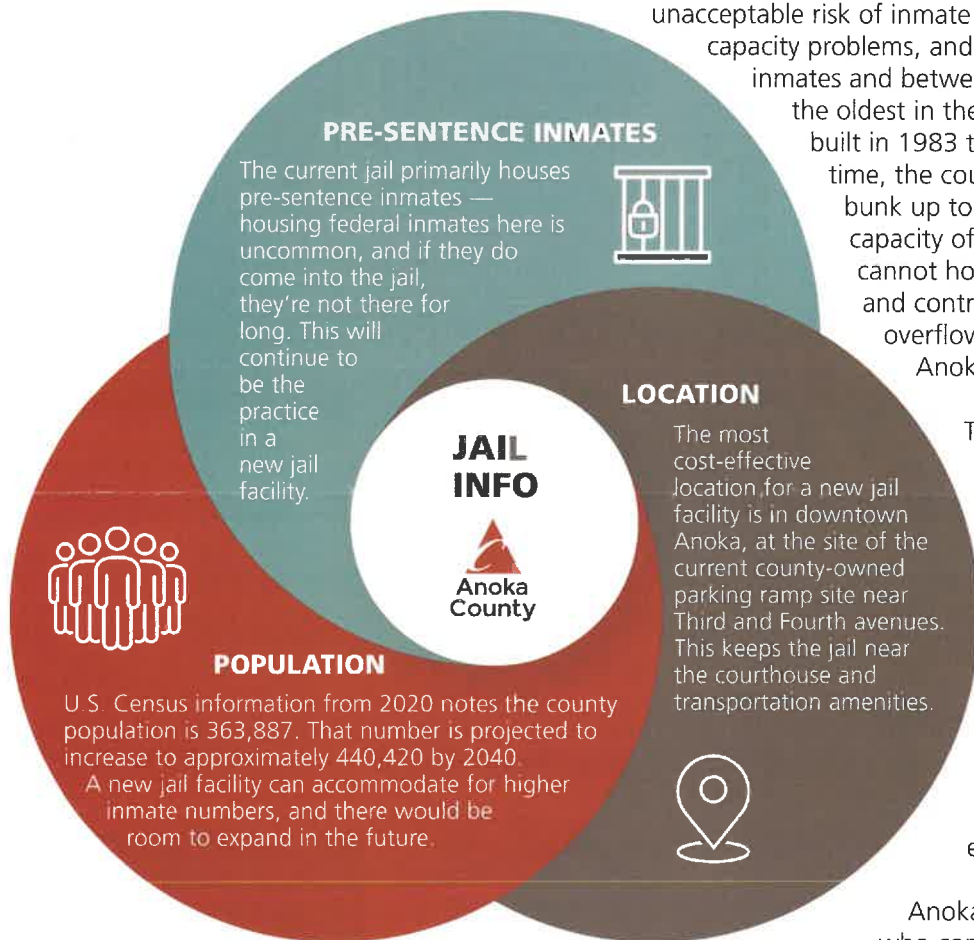 unacceptable risk of inmate
capacity problems, and
inmates and betwe
the oldest in the
built in 1983 t
time, the cou
bunk up to
capacity of
cannot ho
and contr
overflov
Anok
T
e
Anoka
who can
PRE-SENTENCE INMATES
The current jail primarily houses
pre-sentence inmates —
housing federal inmates here is
uncommon, and if they do
come into the jail,
they're not there for
long. This will
continue to
be the
practice
in a
new jail
facility.
LOCATION
The most
cost-effective
location for a new jail
facility is in downtown
Anoka, at the site of the
current county-owned
parking ramp site near
Third and Fourth avenues.
This keeps the jail near
the courthouse and
transportation amenities.
JAIL
INFO
Anoka
County
POPULATION
U.S. Census information from 2020 notes the county
population is 363,887. That number is projected to
increase to approximately 440,420 by 2040.
A new jail facility can accommodate for higher
inmate numbers, and there would be
room to expand in the future.